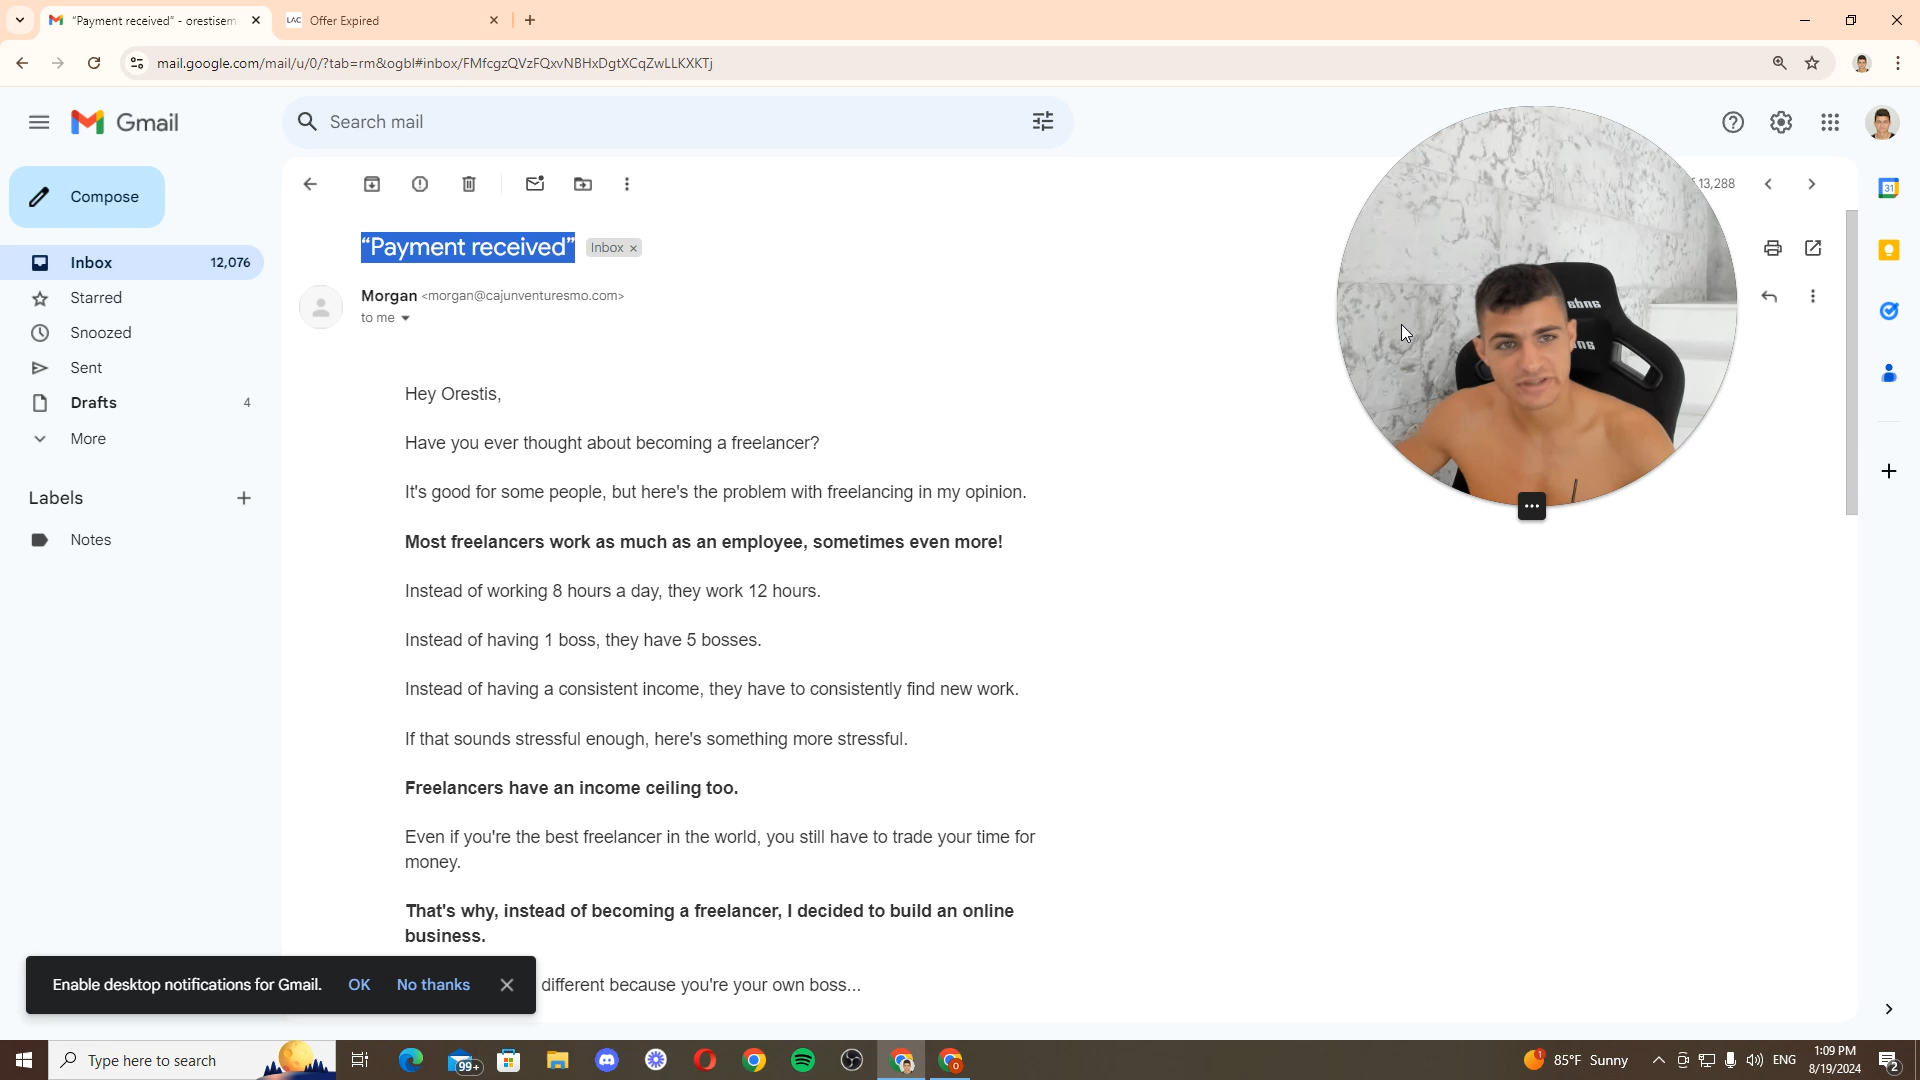 "Payment received" - orestisem
LAC Offer Expired
mail.google.com/mail/u/0/?tab=rm&ogbl#inbox/FMfcgzQVzFQxvNBHxDgtXCqZwLLKXKTj
Gmail
Search mail
Compose
13,288
31
“Payment received”
Inbox ×
Inbox 12,076
Morgan <morgan@cajunventuresmo.com>
Starred
to me
Snoozed
Sent
Drafts 4
More
Labels
Notes
Hey Orestis,
Have you ever thought about becoming a freelancer?
It's good for some people, but here's the problem with freelancing in my opinion.
Most freelancers work as much as an employee, sometimes even more!
Instead of working 8 hours a day, they work 12 hours.
Instead of having 1 boss, they have 5 bosses.
Instead of having a consistent income, they have to consistently find new work.
If that sounds stressful enough, here's something more stressful.
Freelancers have an income ceiling too.
Even if you're the best freelancer in the world, you still have to trade your time for
money.
That's why, instead of becoming a freelancer, I decided to build an online
business.
different because you're your own boss...
Enable desktop notifications for Gmail. OK No thanks
Type here to search
99+
85°F Sunny
ENG
1:09 PM
8/19/2024
2